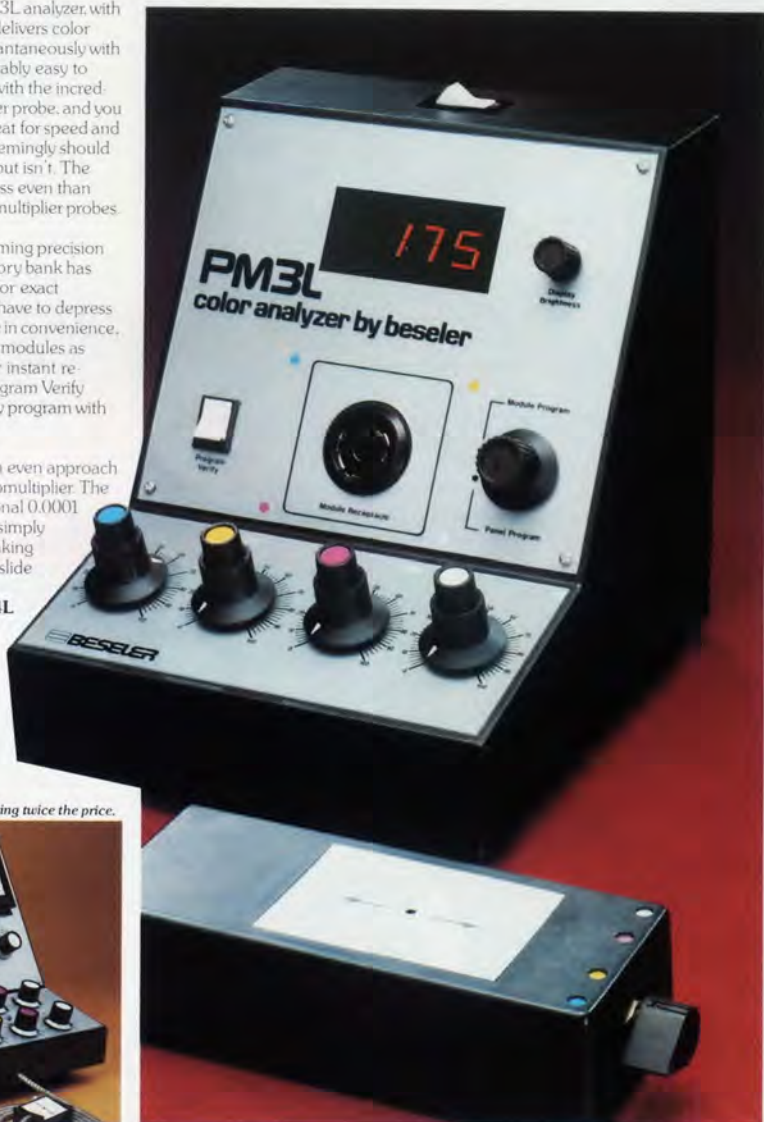 3L analyzer, with
delivers color
antaneously with
ably easy to
with the incred-
er probe, and you
eat for speed and
emingly should
out isn't. The
ss even than
multiplier probes.
ming precision
ory bank has
or exact
have to depress
e in convenience,
modules as
r instant re-
gram Verify
y program with
n even approach
omultiplier. The
nal 0.0001
simply
king
slide
L
ing twice the price.
175
Display
Brightness
PM3L
color analyzer by beseler
Program
Verify
Module Receptacle
Module Program
Panel Program
BESELER